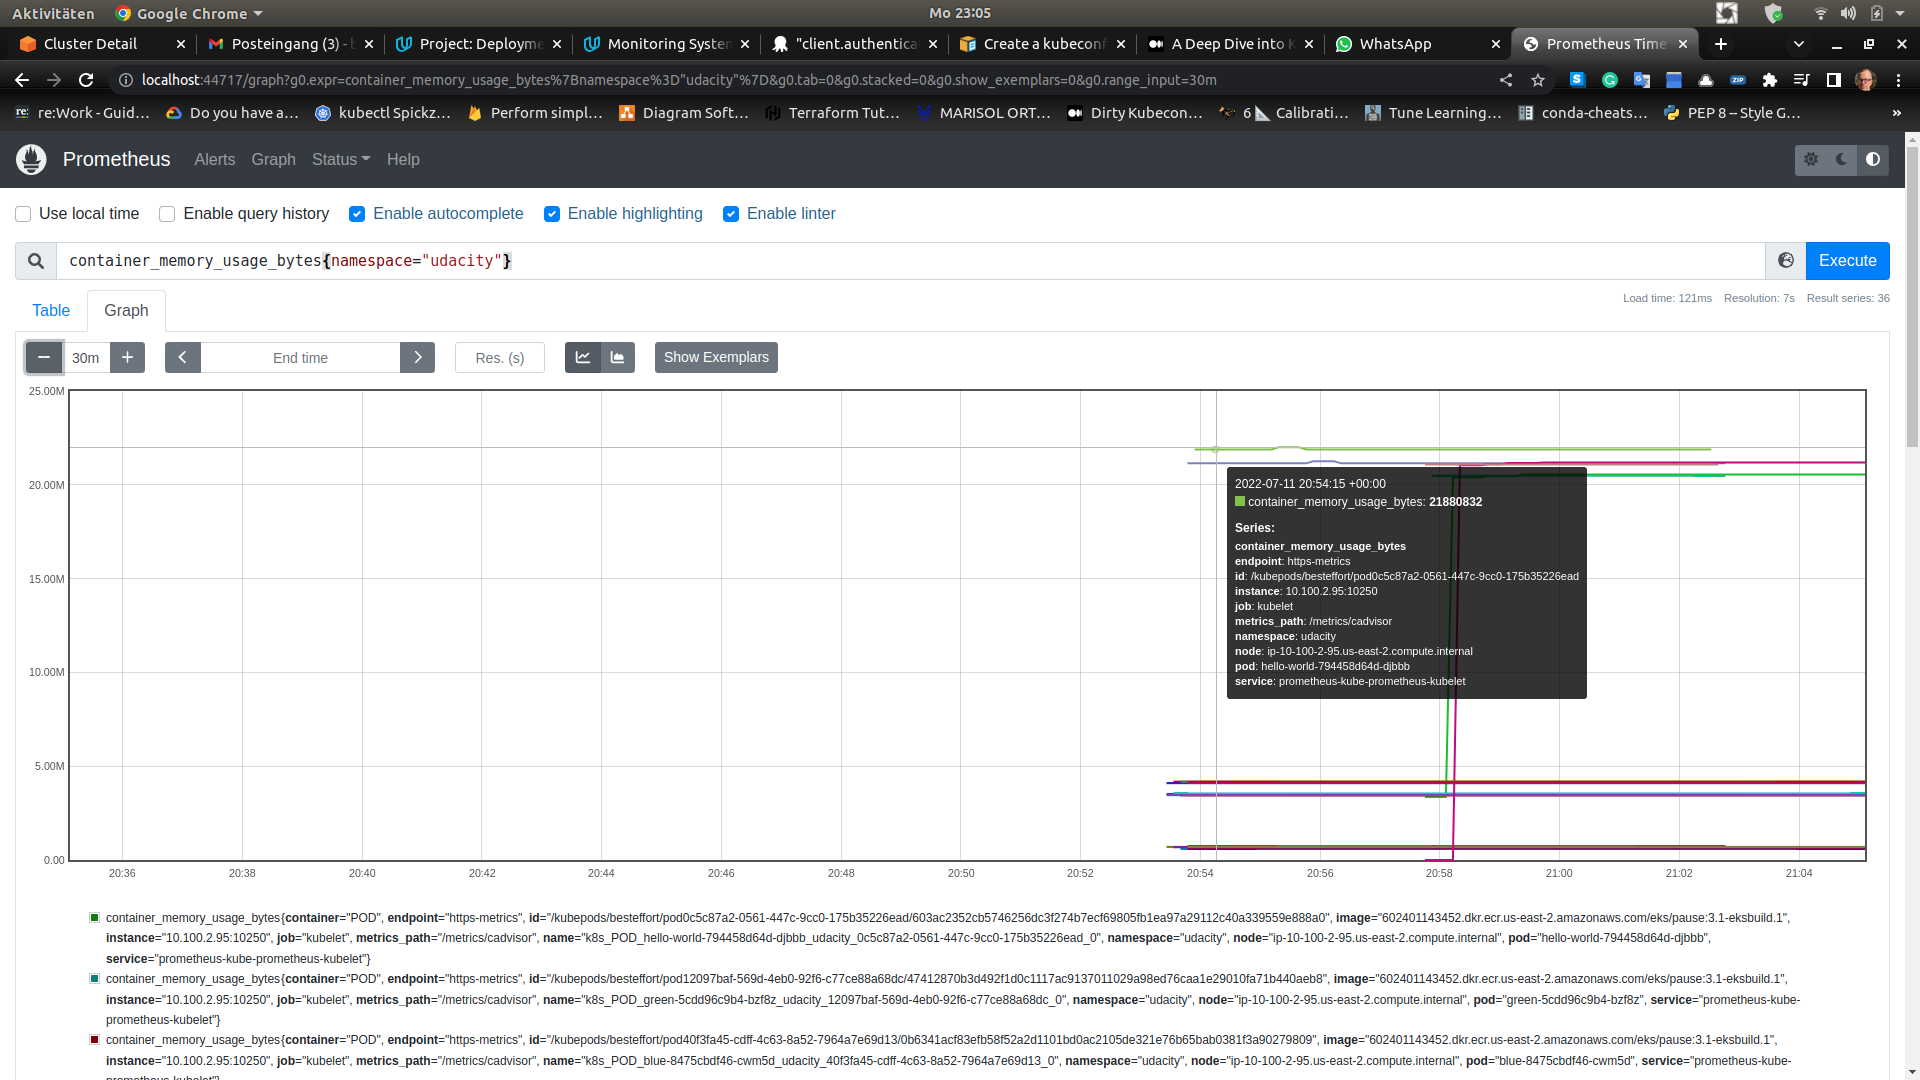 Aktivitäten Google Chrome Mo 23:05
Cluster Detail Posteingang (3) - Project: Deployme Monitoring System "client.authentica Create a kubeconf A Deep Dive into K WhatsApp Prometheus Time
localhost:44717/graph?g0.expr=container_memory_usage_bytes%7Bnamespace%3D"udacity"%7D&g0.tab=0&g0.stacked=0&g0.show_exemplars=0&g0.range_input=30m
re:Work - Guid… Do you have a… kubectl Spickz… Perform simpl… Diagram Soft… Terraform Tut… MARISOL ORT… Dirty Kubecon… 6 📐 Calibrati… Tune Learning… conda-cheats… PEP 8 -- Style G… »
Prometheus Alerts Graph Status Help
Use local time Enable query history Enable autocomplete Enable highlighting Enable linter
container_memory_usage_bytes{namespace="udacity"} Execute
Table Graph Load time: 121ms Resolution: 7s Result series: 36
30m End time Res. (s) Show Exemplars
25.00M
20.00M
15.00M
10.00M
5.00M
0.00
2022-07-11 20:54:15 +00:00
container_memory_usage_bytes: 21880832
Series:
container_memory_usage_bytes
endpoint: https-metrics
id: /kubepods/besteffort/pod0c5c87a2-0561-447c-9cc0-175b35226ead
instance: 10.100.2.95:10250
job: kubelet
metrics_path: /metrics/cadvisor
namespace: udacity
node: ip-10-100-2-95.us-east-2.compute.internal
pod: hello-world-794458d64d-djbbb
service: prometheus-kube-prometheus-kubelet
20:36 20:38 20:40 20:42 20:44 20:46 20:48 20:50 20:52 20:54 20:56 20:58 21:00 21:02 21:04
container_memory_usage_bytes{container="POD", endpoint="https-metrics", id="/kubepods/besteffort/pod0c5c87a2-0561-447c-9cc0-175b35226ead/603ac2352cb5746256dc3f274b7ecf69805fb1ea97a29112c40a339559e888a0", image="602401143452.dkr.ecr.us-east-2.amazonaws.com/eks/pause:3.1-eksbuild.1",
instance="10.100.2.95:10250", job="kubelet", metrics_path="/metrics/cadvisor", name="k8s_POD_hello-world-794458d64d-djbbb_udacity_0c5c87a2-0561-447c-9cc0-175b35226ead_0", namespace="udacity", node="ip-10-100-2-95.us-east-2.compute.internal", pod="hello-world-794458d64d-djbbb",
service="prometheus-kube-prometheus-kubelet"}
container_memory_usage_bytes{container="POD", endpoint="https-metrics", id="/kubepods/besteffort/pod12097baf-569d-4eb0-92f6-c77ce88a68dc/47412870b3d492f1d0c1117ac9137011029a98ed76caa1e29010fa71b440aeb8", image="602401143452.dkr.ecr.us-east-2.amazonaws.com/eks/pause:3.1-eksbuild.1",
instance="10.100.2.95:10250", job="kubelet", metrics_path="/metrics/cadvisor", name="k8s_POD_green-5cdd96c9b4-bzf8z_udacity_12097baf-569d-4eb0-92f6-c77ce88a68dc_0", namespace="udacity", node="ip-10-100-2-95.us-east-2.compute.internal", pod="green-5cdd96c9b4-bzf8z", service="prometheus-kube-
prometheus-kubelet"}
container_memory_usage_bytes{container="POD", endpoint="https-metrics", id="/kubepods/besteffort/pod40f3fa45-cdff-4c63-8a52-7964a7e69d13/0b6341acf83efb58f52a2d1101bd0ac2105de321e76b65bab0381f3a90279809", image="602401143452.dkr.ecr.us-east-2.amazonaws.com/eks/pause:3.1-eksbuild.1",
instance="10.100.2.95:10250", job="kubelet", metrics_path="/metrics/cadvisor", name="k8s_POD_blue-8475cbdf46-cwm5d_udacity_40f3fa45-cdff-4c63-8a52-7964a7e69d13_0", namespace="udacity", node="ip-10-100-2-95.us-east-2.compute.internal", pod="blue-8475cbdf46-cwm5d", service="prometheus-kube-
prometheus-kubelet"}